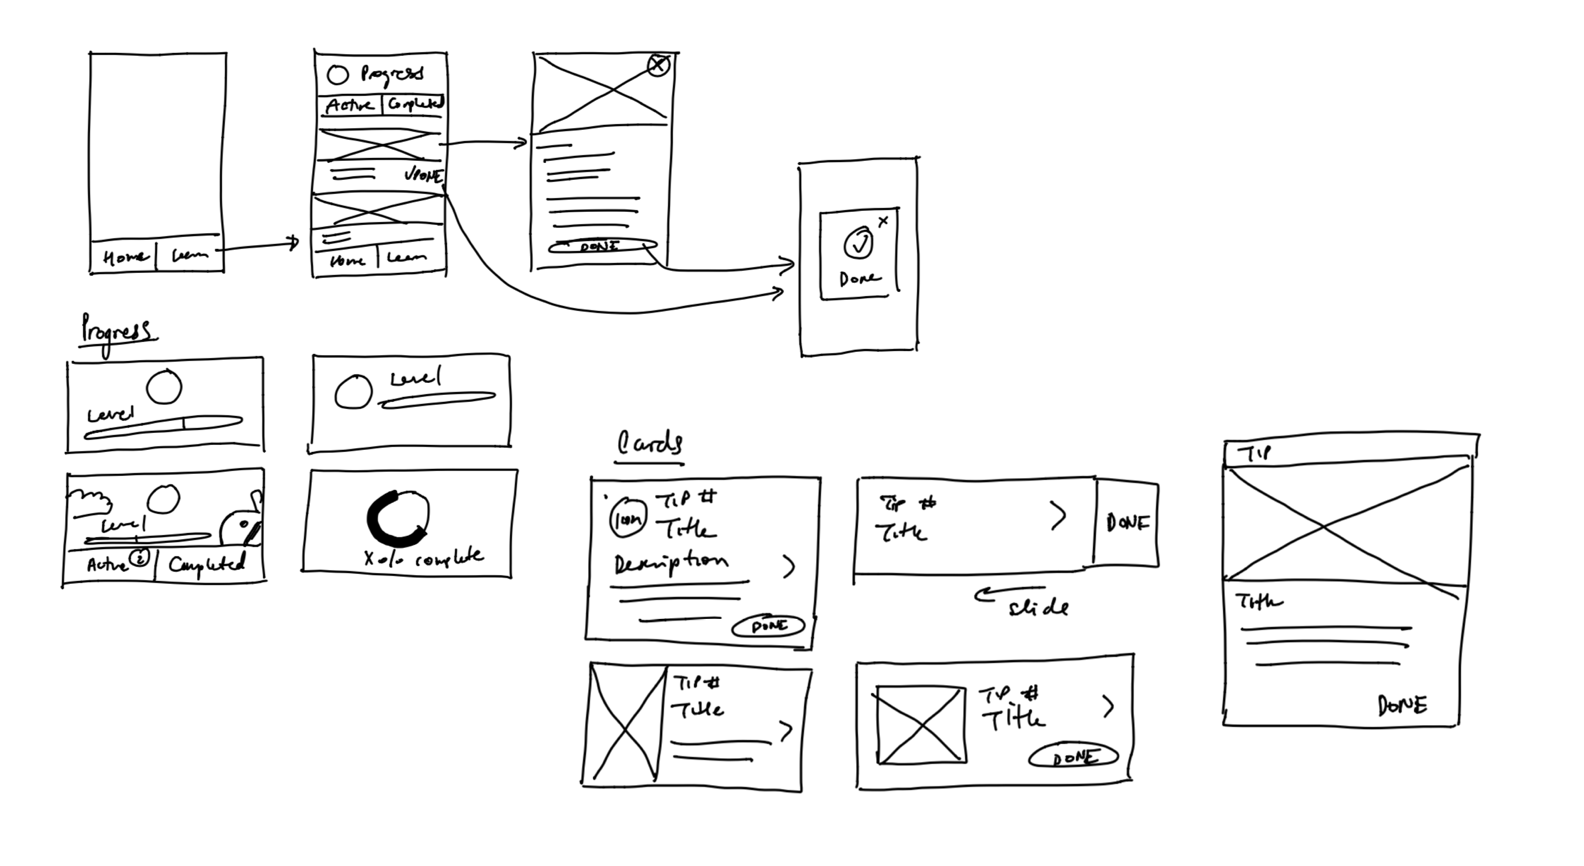 Home
Learn
Progress
Active
Completed
✓DONE
Home
Learn
X
DONE
X
✓
Done
Progress
Level
Level
Level
Active 2
Completed
X % complete
Cards
Icon
TIP #
Title
Description
>
DONE
Tip #
Title
>
DONE
slide
TIP #
Title
>
TIP #
Title
>
DONE
TIP
Title
DONE